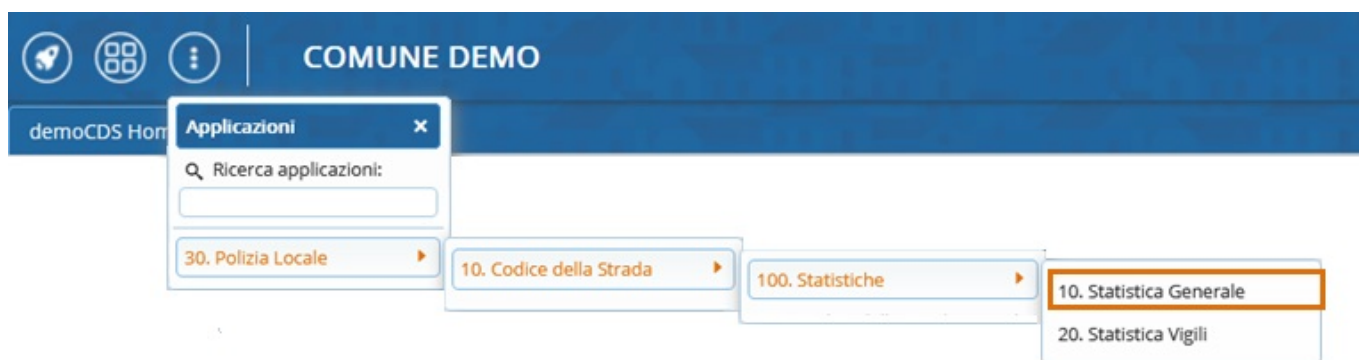 COMUNE DEMO
demoCDS Hom
Applicazioni
Ricerca applicazioni:
30. Polizia Locale
10. Codice della Strada
100. Statistiche
10. Statistica Generale
20. Statistica Vigili